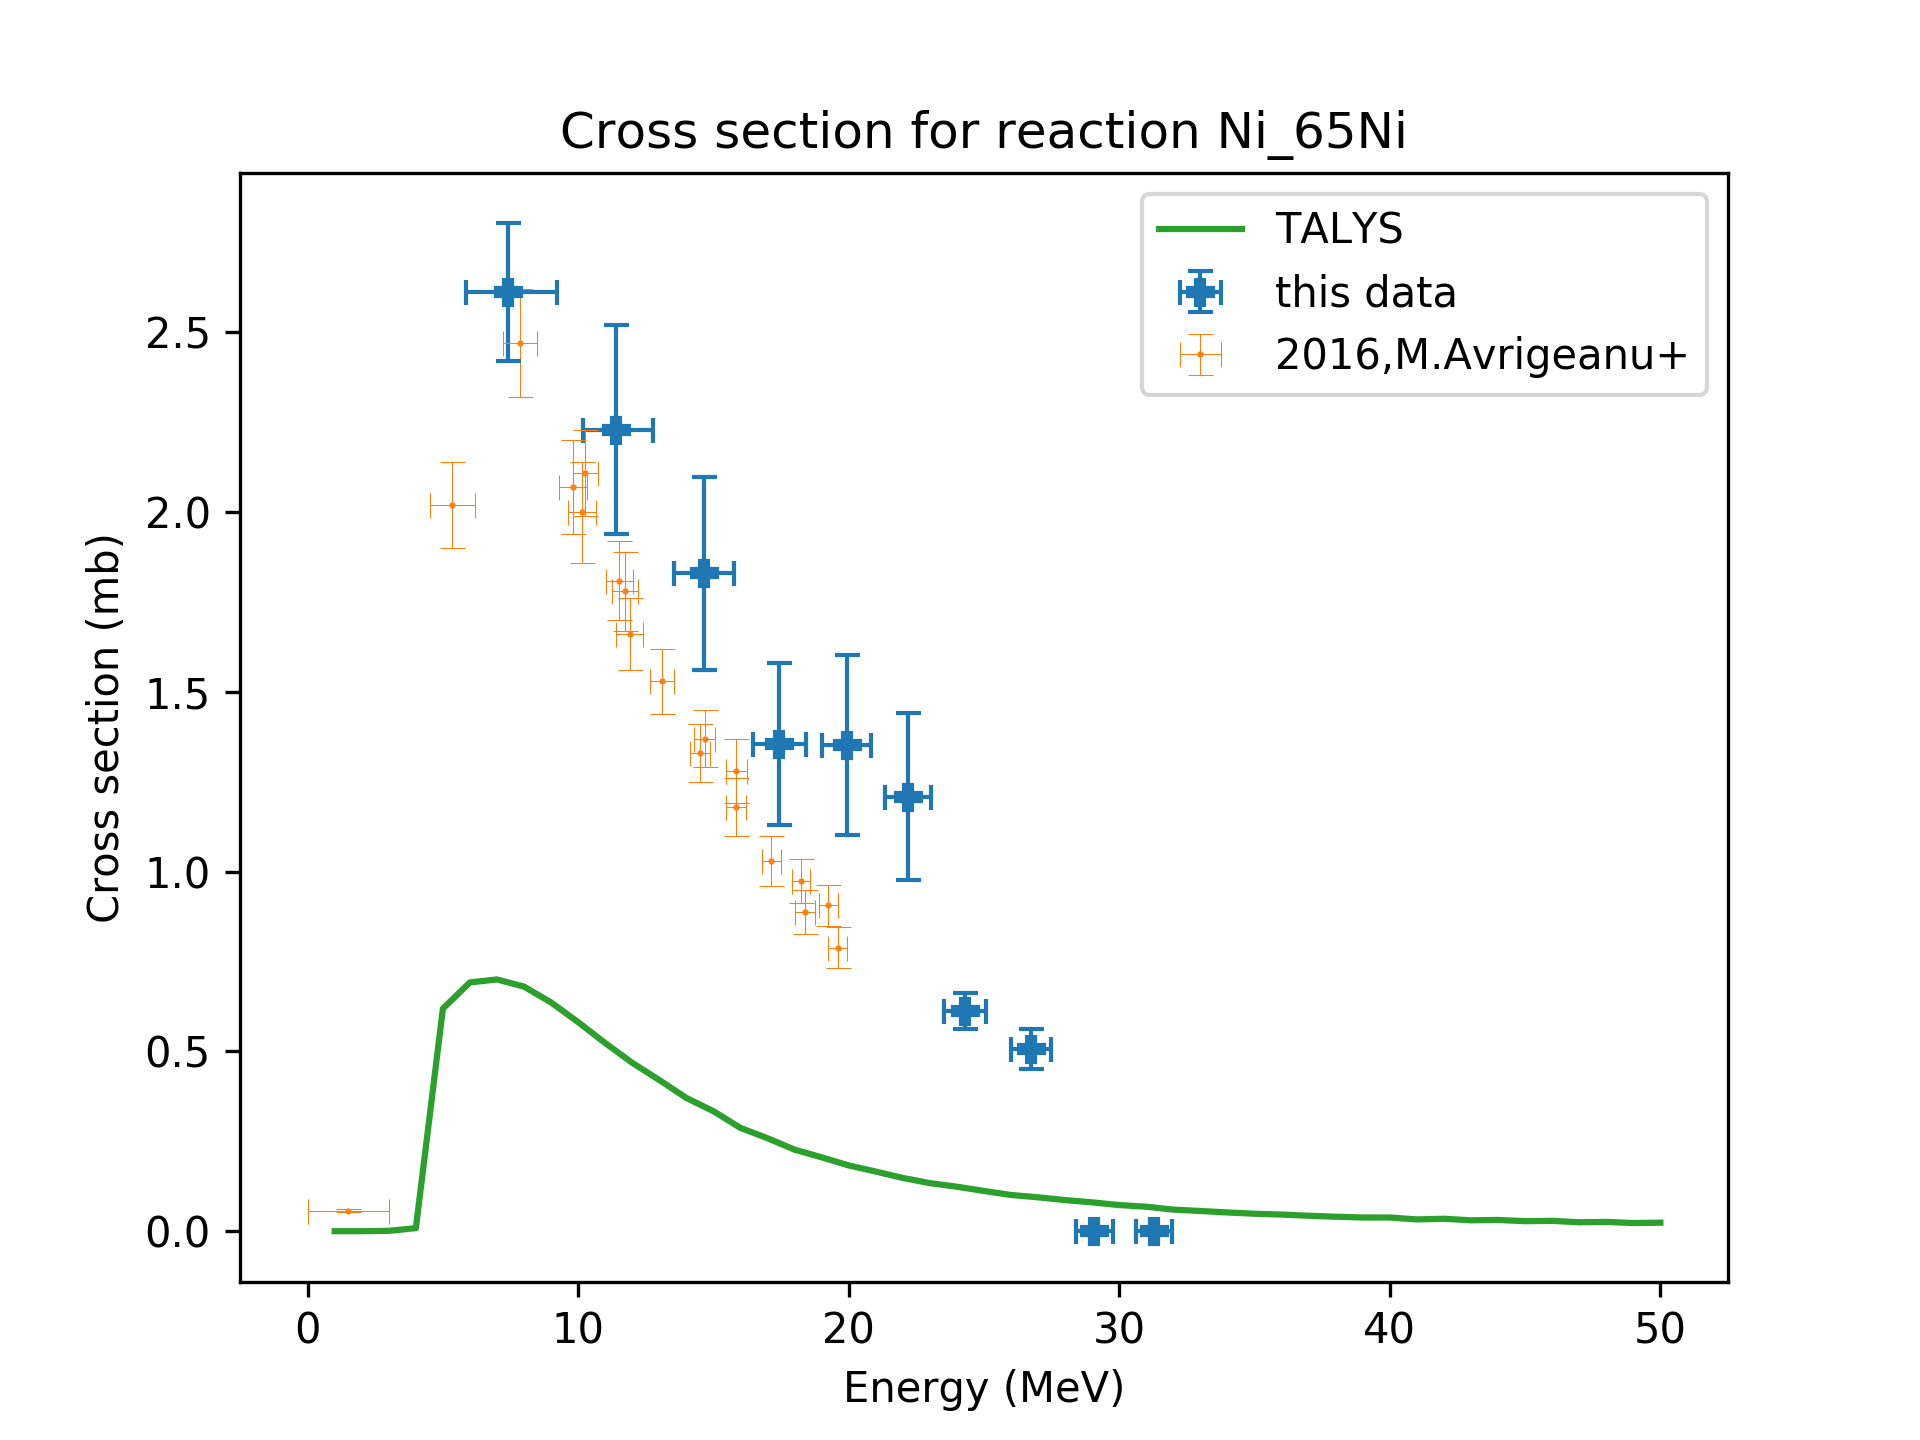 Cross section for reaction Ni_65Ni
TALYS
this data
2016,M.Avrigeanu+
Cross section (mb)
2.5
2.0
1.5
1.0
0.5
0.0
0
10
20
30
40
50
Energy (MeV)